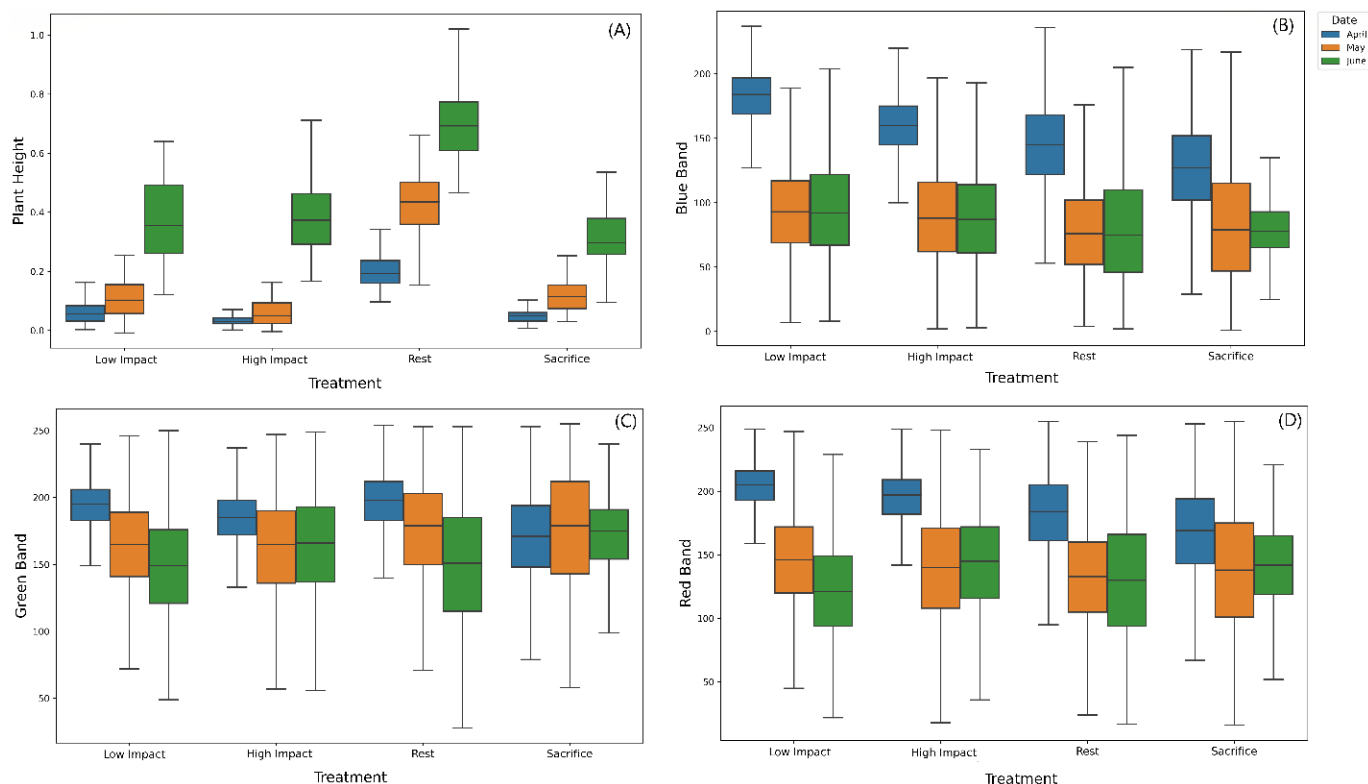 (A)
1.0
0.8
0.6
0.4
0.2
0.0
Plant Height
Low Impact High Impact Rest Sacrifice
Treatment
(B)
200
150
100
50
0
Blue Band
Low Impact High Impact Rest Sacrifice
Treatment
Date
April
May
June
(C)
250
200
150
100
50
Green Band
Low Impact High Impact Rest Sacrifice
Treatment
(D)
250
200
150
100
50
Red Band
Low Impact High Impact Rest Sacrifice
Treatment